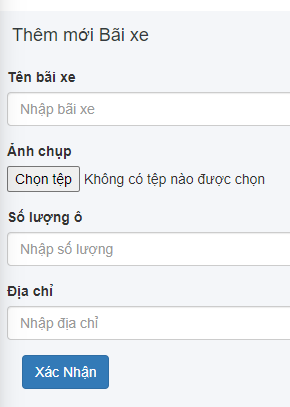 Thêm mới Bãi xe
Tên bãi xe
Nhập bãi xe
Ảnh chụp
Chọn tệp Không có tệp nào được chọn
Số lượng ô
Nhập số lượng
Địa chỉ
Nhập địa chỉ
Xác Nhận